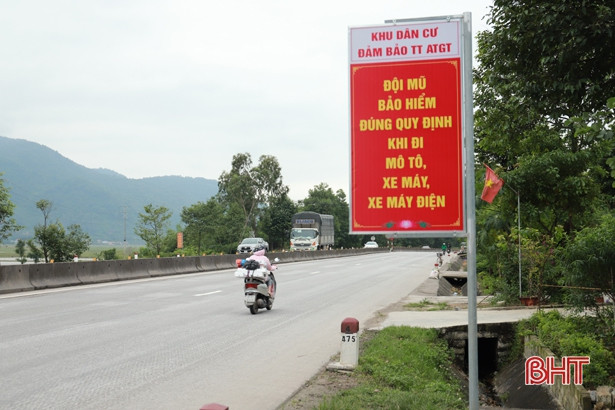 KHU DÂN CƯ
ĐẢM BẢO TT ATGT
ĐỘI MŨ
BẢO HIỂM
ĐÚNG QUY ĐỊNH
KHI ĐI
MÔ TÔ,
XE MÁY,
XE MÁY ĐIỆN
A75
BHT